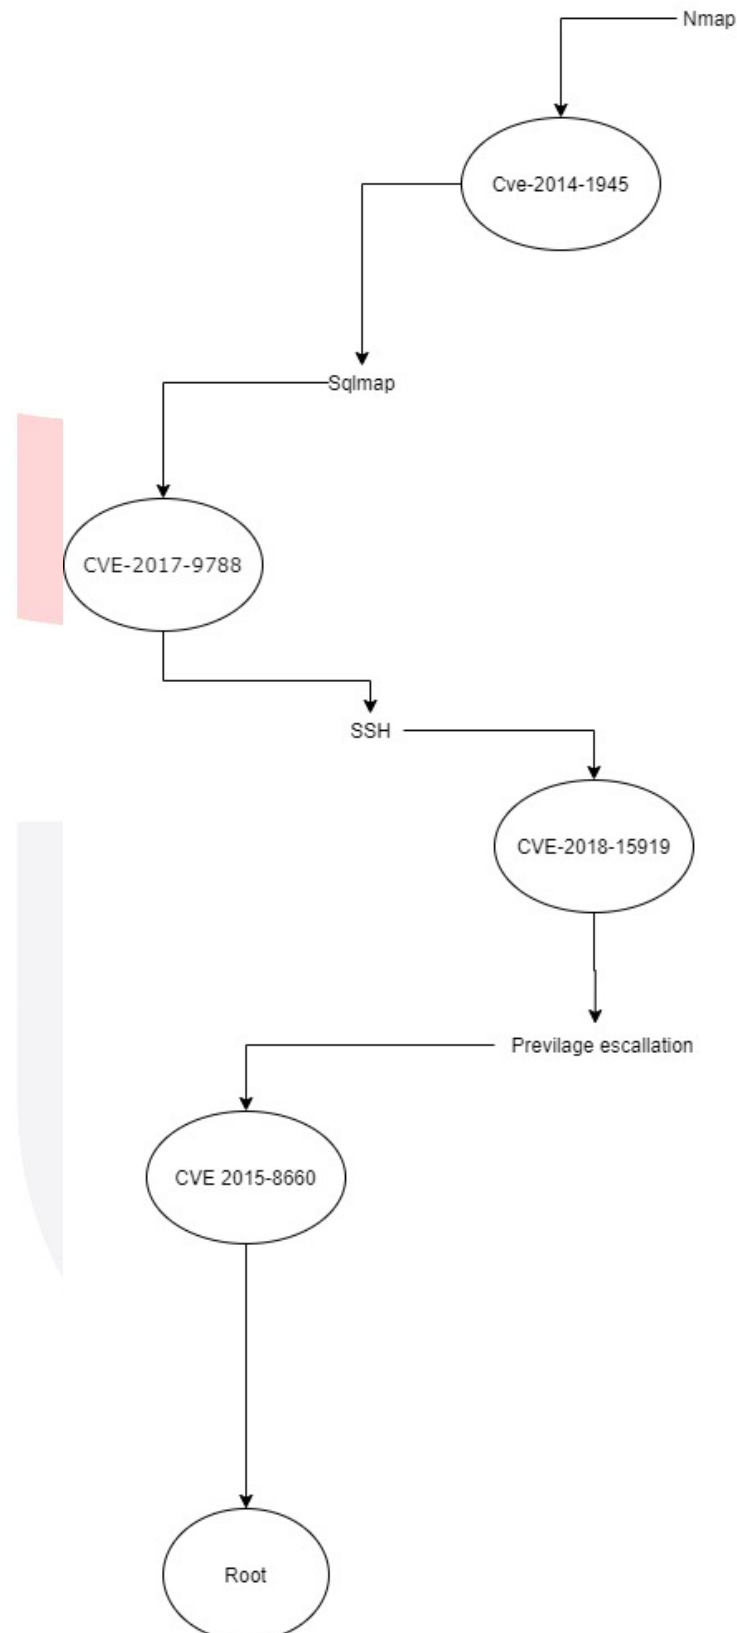 Nmap
Cve-2014-1945
Sqlmap
CVE-2017-9788
SSH
CVE-2018-15919
Previlage escallation
CVE 2015-8660
Root